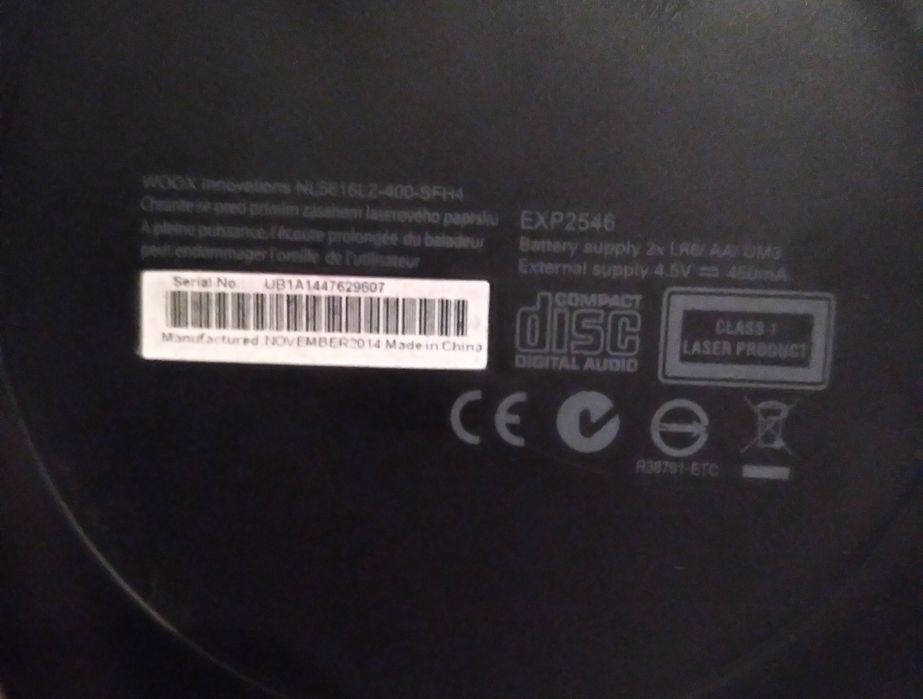 WOOX Innovations NL5616LZ-400-SFH4
Chraňte se před přímím zásahem laserového paprsku
A pleine puissance, l'écoute prolongée du baladeur
peut endommager l'oreille de l'utilisateur
Serial No.: UB1A1447629607
Manufactured: NOVEMBER2014 Made in China
EXP2546
Battery supply 2x LR6/ AA/ UM3
External supply 4.5V ⎓ 450mA
COMPACT
disc
DIGITAL AUDIO
CLASS 1
LASER PRODUCT
CE
-ETC